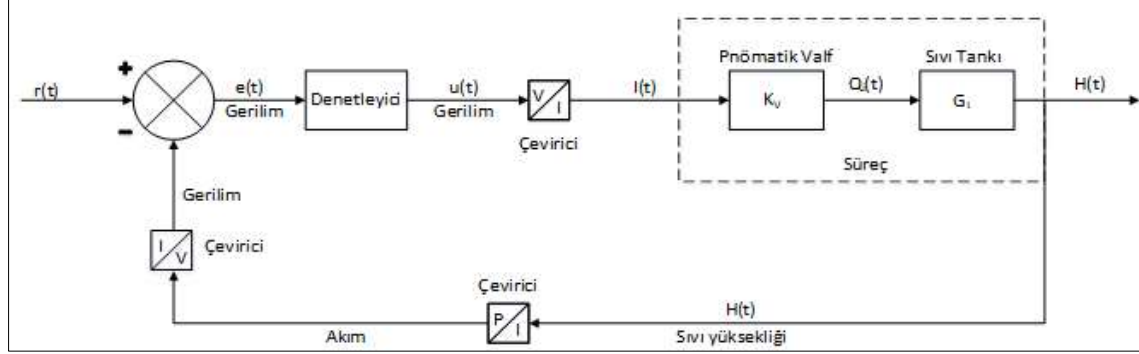 Pnömatik Valf
Sıvı Tankı
r(t)
e(t)
Gerilim
Denetleyici
u(t)
Gerilim
V
I
Çevirici
I(t)
Kv
Qi(t)
G1
H(t)
Süreç
Gerilim
I
V
Çevirici
Çevirici
P
I
Akım
H(t)
Sıvı yüksekliği